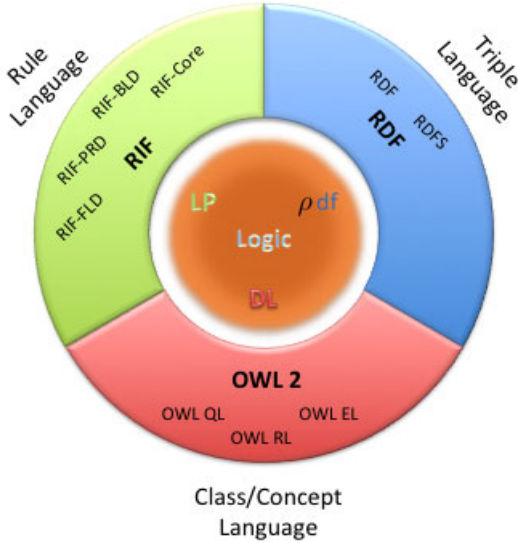 Rule
Language
RIF-Core
RIF-BLD
RIF-PRD
RIF-FLD
RIF
Triple
Language
RDF
RDFS
RDF
LP
ρdf
Logic
DL
OWL 2
OWL QL
OWL EL
OWL RL
Class/Concept
Language